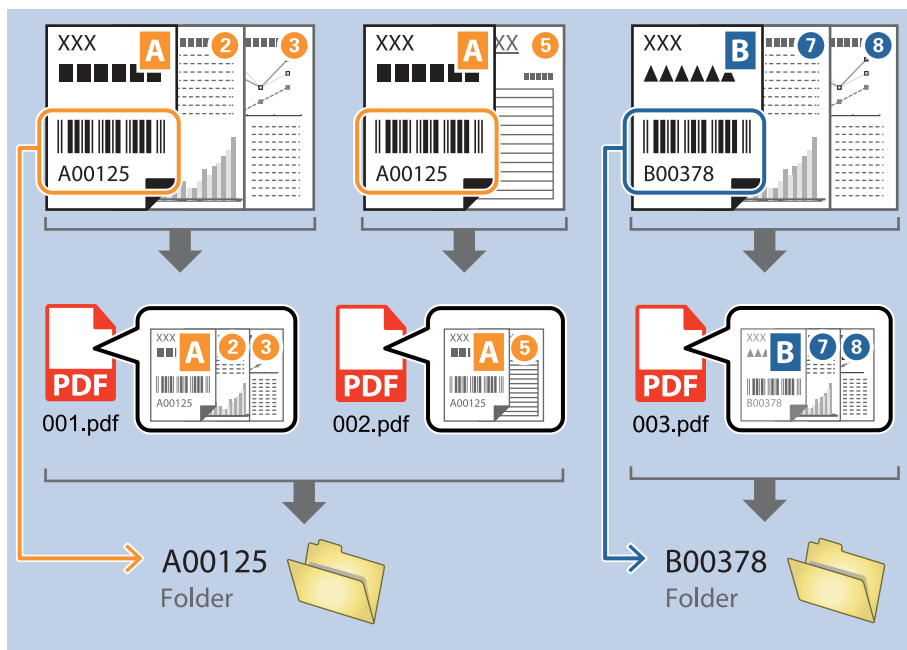 XXX A 2 3
A00125
XXX A XX 5
A00125
XXX B 7 8
B00378
PDF
001.pdf
XXX A 2 3
A00125
PDF
002.pdf
XXX A 5
A00125
PDF
003.pdf
XXX B 7 8
B00378
A00125
Folder
B00378
Folder